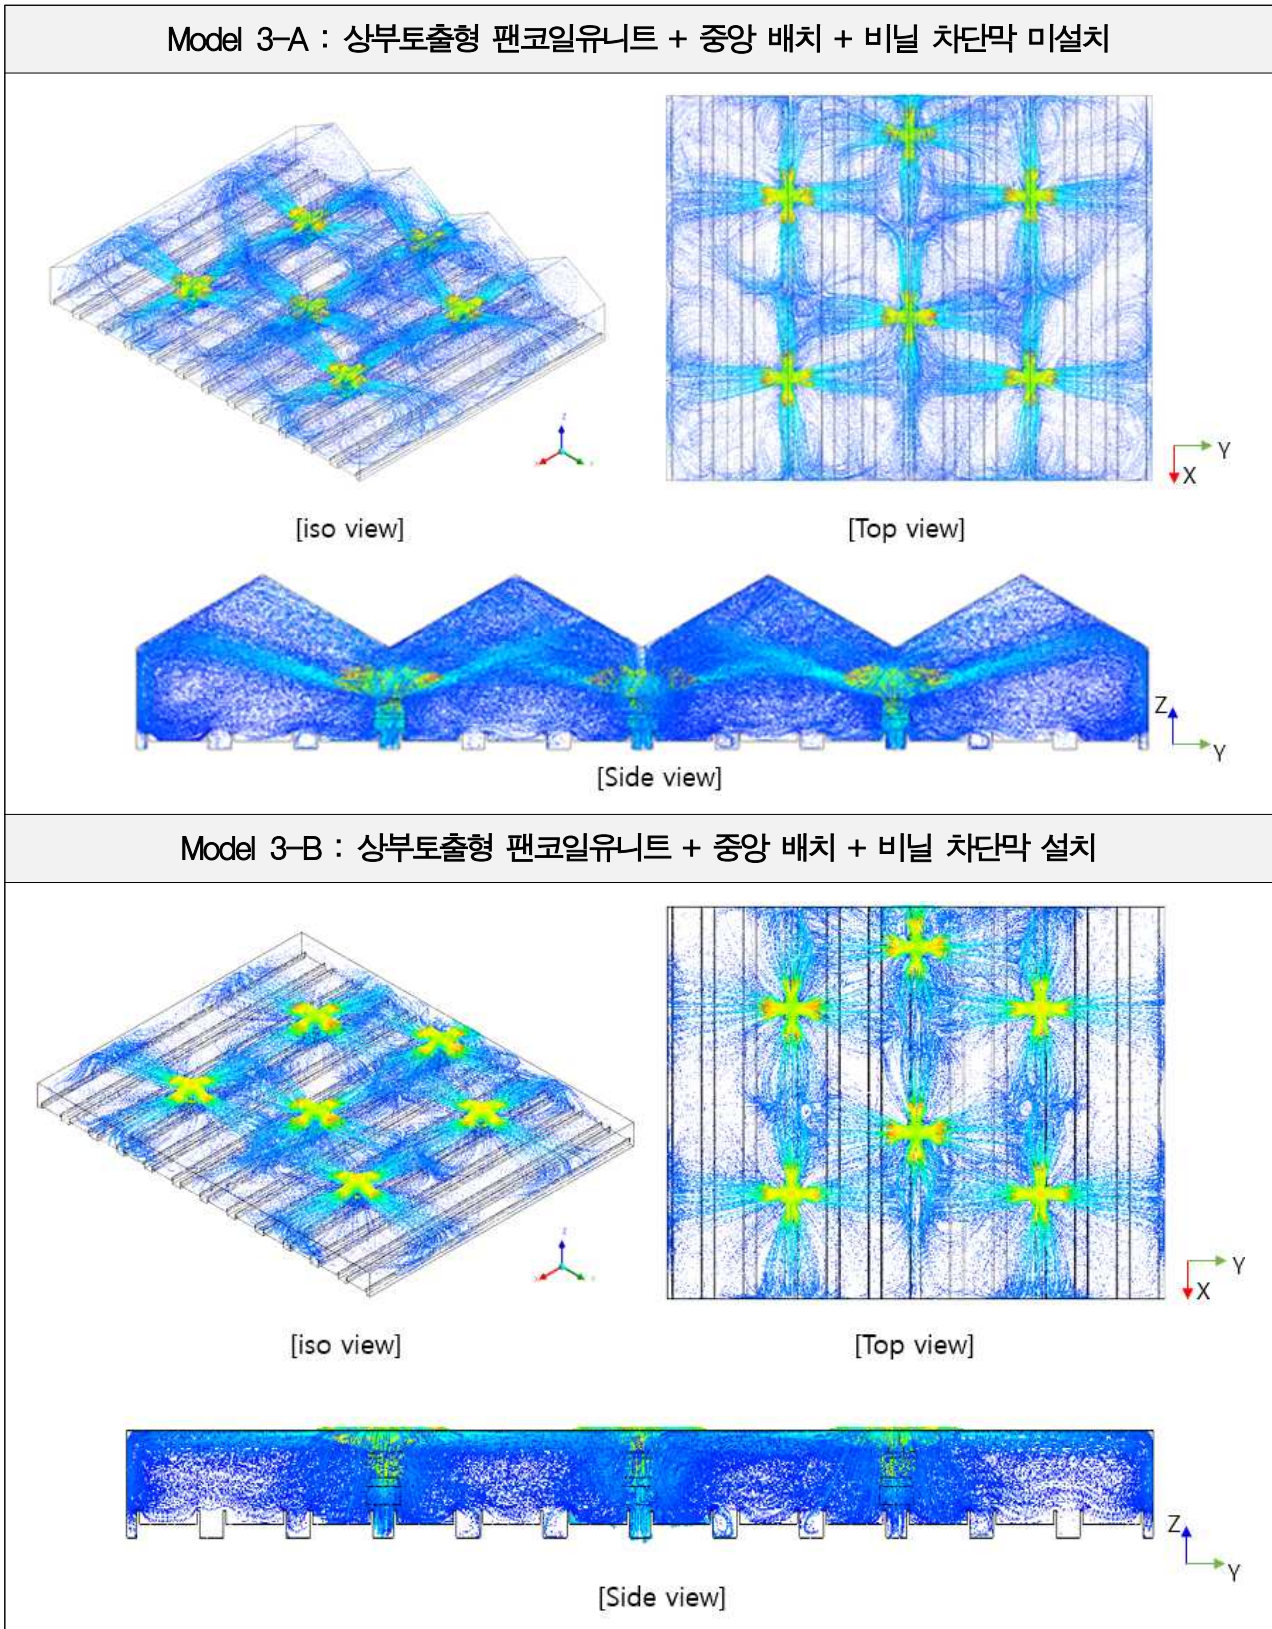 Model 3-A : 상부토출형 팬코일유니트 + 중앙 배치 + 비닐 차단막 미설치
Y
X
[iso view]
[Top view]
Z
Y
[Side view]
Model 3-B : 상부토출형 팬코일유니트 + 중앙 배치 + 비닐 차단막 설치
Y
X
[iso view]
[Top view]
Z
Y
[Side view]